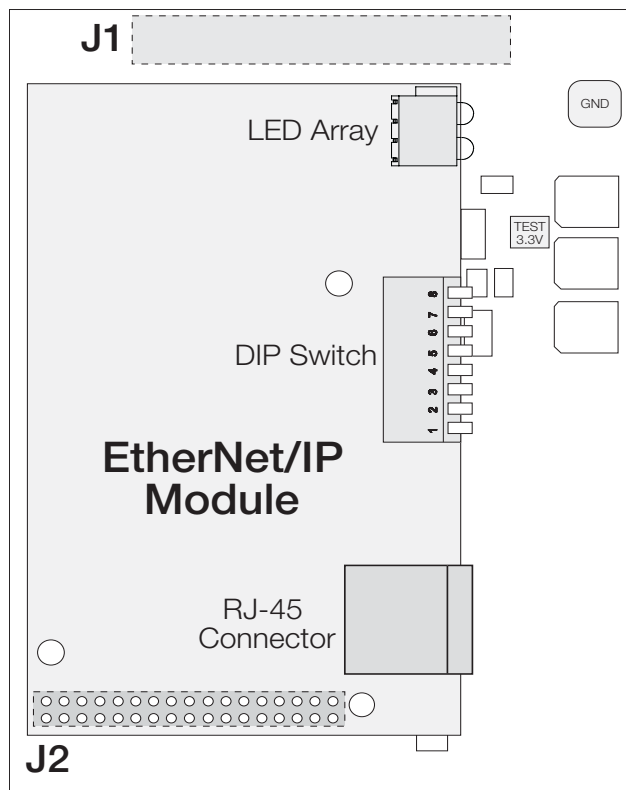 J1
LED Array
GND
TEST
3.3V
8
7
6
DIP Switch
5
4
3
2
1
EtherNet/IP
Module
RJ-45
Connector
J2